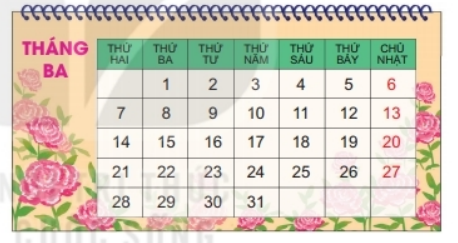 THÁNG BA
THỨ HAI THỨ BA THỨ TƯ THỨ NĂM THỨ SÁU THỨ BẢY CHỦ NHẬT
1 2 3 4 5 6
7 8 9 10 11 12 13
14 15 16 17 18 19 20
21 22 23 24 25 26 27
28 29 30 31